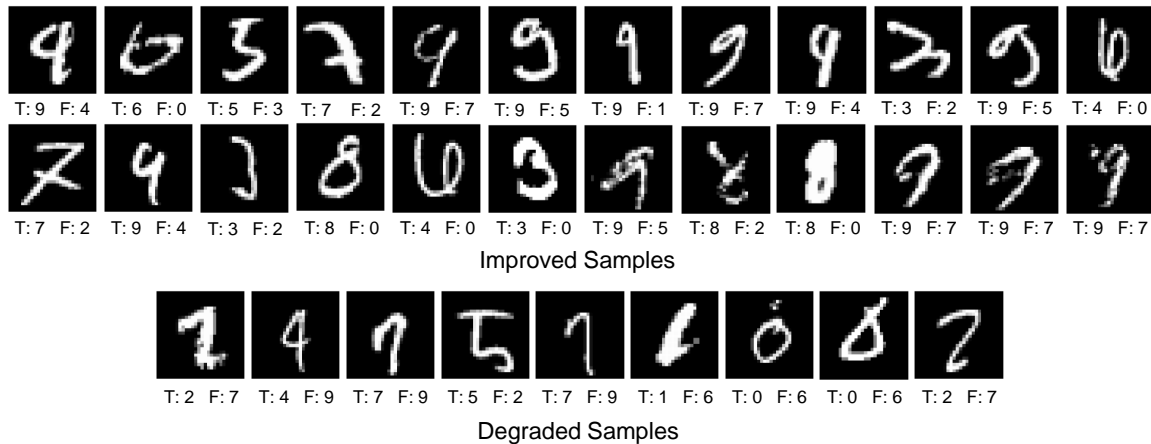 T: 9 F: 4 T: 6 F: 0 T: 5 F: 3 T: 7 F: 2 T: 9 F: 7 T: 9 F: 5 T: 9 F: 1 T: 9 F: 7 T: 9 F: 4 T: 3 F: 2 T: 9 F: 5 T: 4 F: 0
T: 7 F: 2 T: 9 F: 4 T: 3 F: 2 T: 8 F: 0 T: 4 F: 0 T: 3 F: 0 T: 9 F: 5 T: 8 F: 2 T: 8 F: 0 T: 9 F: 7 T: 9 F: 7 T: 9 F: 7
Improved Samples
T: 2 F: 7 T: 4 F: 9 T: 7 F: 9 T: 5 F: 2 T: 7 F: 9 T: 1 F: 6 T: 0 F: 6 T: 0 F: 6 T: 2 F: 7
Degraded Samples